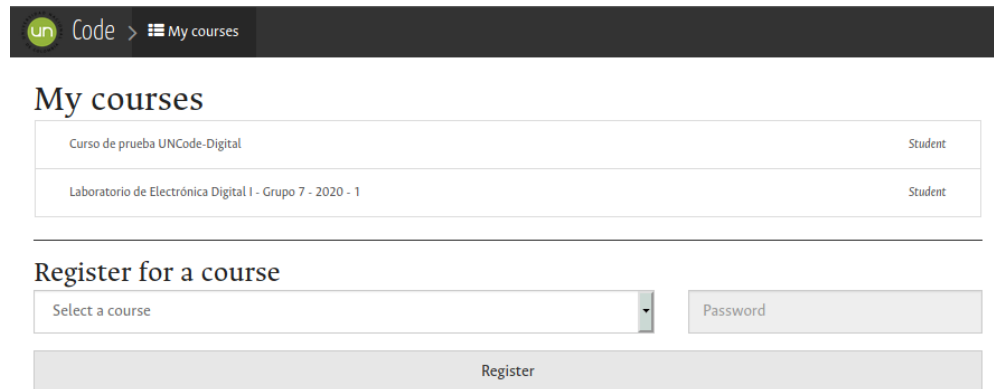 un Code > My courses
My courses
Curso de prueba UNCode-Digital Student
Laboratorio de Electrónica Digital I - Grupo 7 - 2020 - 1 Student
Register for a course
Select a course Password
Register